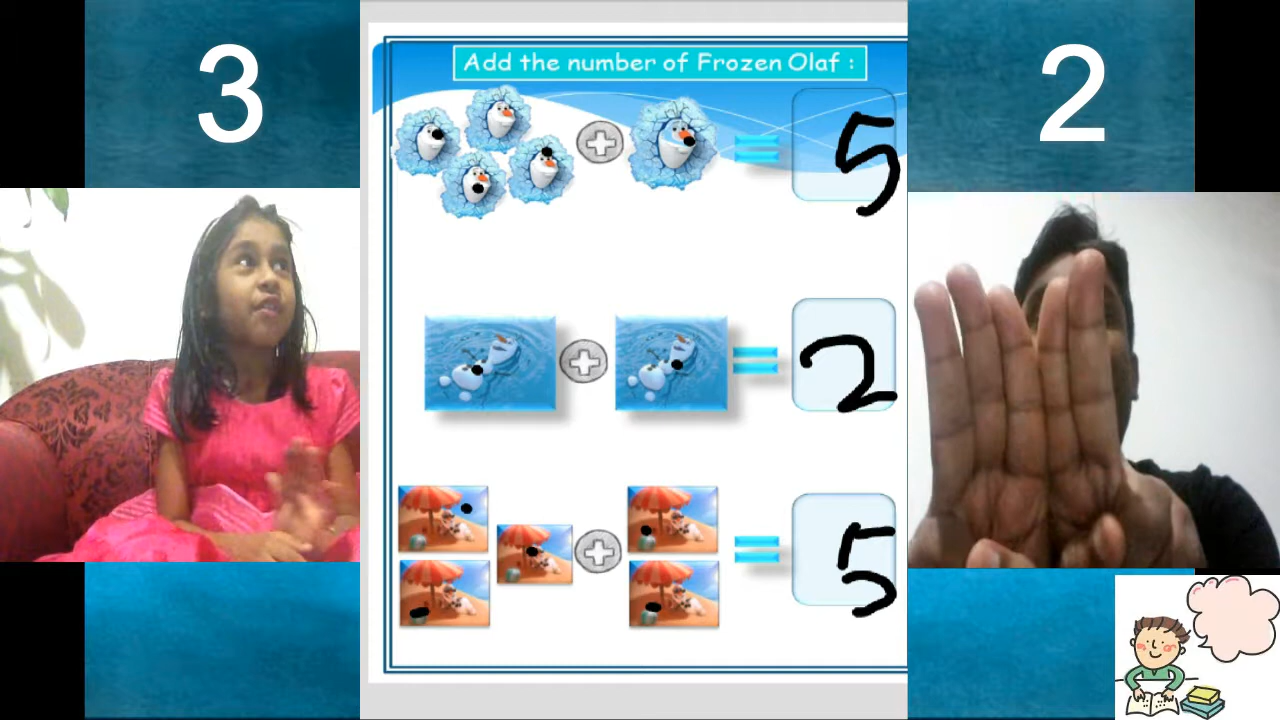 3
2
Add the number of Frozen Olaf :
+ = 5
+ = 2
+ = 5